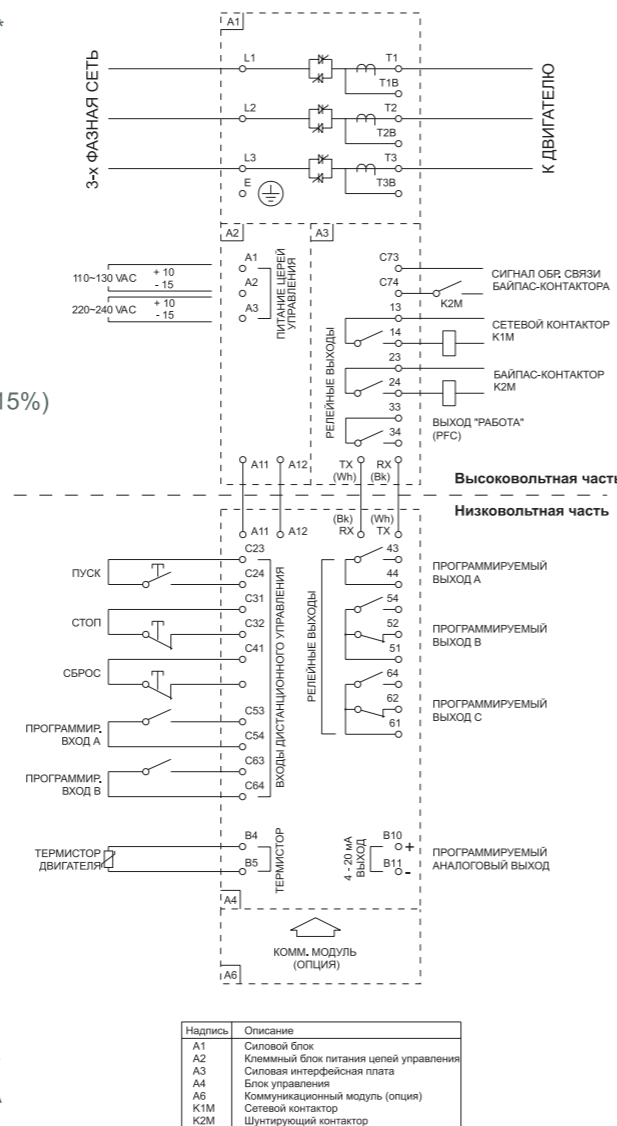 *
A1
3-х ФАЗНАЯ СЕТЬ
L1
T1
T1B
L2
T2
T2B
L3
T3
T3B
E
К ДВИГАТЕЛЮ
A2
A3
110~130 VAC
+ 10
- 15
220~240 VAC
+ 10
- 15
A1
A2
A3
ПИТАНИЕ ЦЕРЕЙ
УПРАВЛЕНИЯ
РЕЛЕЙНЫЕ ВЫХОДЫ
C73
C74
13
14
23
24
33
34
K2M
СИГНАЛ ОБР. СВЯЗИ
БАЙПАС-КОНТАКТОРА
СЕТЕВОЙ КОНТАКТОР
K1M
БАЙПАС-КОНТАКТОР
K2M
ВЫХОД "РАБОТА"
(PFC)
15%)
A11
A12
TX
(Wh)
RX
(Bk)
Высоковольтная часть
Низковольтная часть
A11
A12
(Bk)
RX
(Wh)
TX
ПУСК
C23
C24
СТОП
C31
C32
СБРОС
C41
ПРОГРАММИР.
ВХОД А
C53
C54
ПРОГРАММИР.
ВХОД В
C63
C64
ВХОДЫ ДИСТАНЦИОННОГО УПРАВЛЕНИЯ
РЕЛЕЙНЫЕ ВЫХОДЫ
43
44
ПРОГРАММИРУЕМЫЙ
ВЫХОД А
54
52
51
ПРОГРАММИРУЕМЫЙ
ВЫХОД В
64
62
61
ПРОГРАММИРУЕМЫЙ
ВЫХОД С
ТЕРМИСТОР
ДВИГАТЕЛЯ
B4
B5
ТЕРМИСТОР
4 - 20 мА
ВЫХОД
B10
+
B11
-
ПРОГРАММИРУЕМЫЙ
АНАЛОГОВЫЙ ВЫХОД
A4
КОММ. МОДУЛЬ
(ОПЦИЯ)
A6
Надпись Описание
A1 Силовой блок
A2 Клеммный блок питания цепей управления
A3 Силовая интерфейсная плата
A4 Блок управления
A6 Коммуникационный модуль (опция)
K1M Сетевой контактор
K2M Шунтирующий контактор